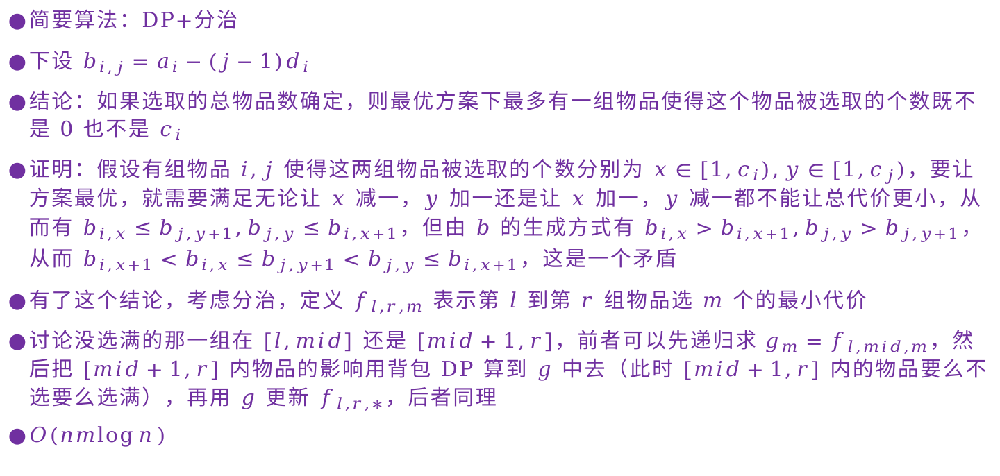 ●简要算法：DP+分治
●下设 b_{i,j} = a_i − (j − 1)d_i
●结论：如果选取的总物品数确定，则最优方案下最多有一组物品使得这个物品被选取的个数既不
是 0 也不是 c_i
●证明：假设有组物品 i, j 使得这两组物品被选取的个数分别为 x ∈ [1, c_i), y ∈ [1, c_j)，要让
方案最优，就需要满足无论让 x 减一，y 加一还是让 x 加一，y 减一都不能让总代价更小，从
而有 b_{i,x} ≤ b_{j,y+1}, b_{j,y} ≤ b_{i,x+1}，但由 b 的生成方式有 b_{i,x} > b_{i,x+1}, b_{j,y} > b_{j,y+1}，
从而 b_{i,x+1} < b_{i,x} ≤ b_{j,y+1} < b_{j,y} ≤ b_{i,x+1}，这是一个矛盾
●有了这个结论，考虑分治，定义 f_{l,r,m} 表示第 l 到第 r 组物品选 m 个的最小代价
●讨论没选满的那一组在 [l, mid] 还是 [mid + 1, r]，前者可以先递归求 g_m = f_{l,mid,m}，然
后把 [mid + 1, r] 内物品的影响用背包 DP 算到 g 中去（此时 [mid + 1, r] 内的物品要么不
选要么选满），再用 g 更新 f_{l,r,*}，后者同理
●O(nm log n)